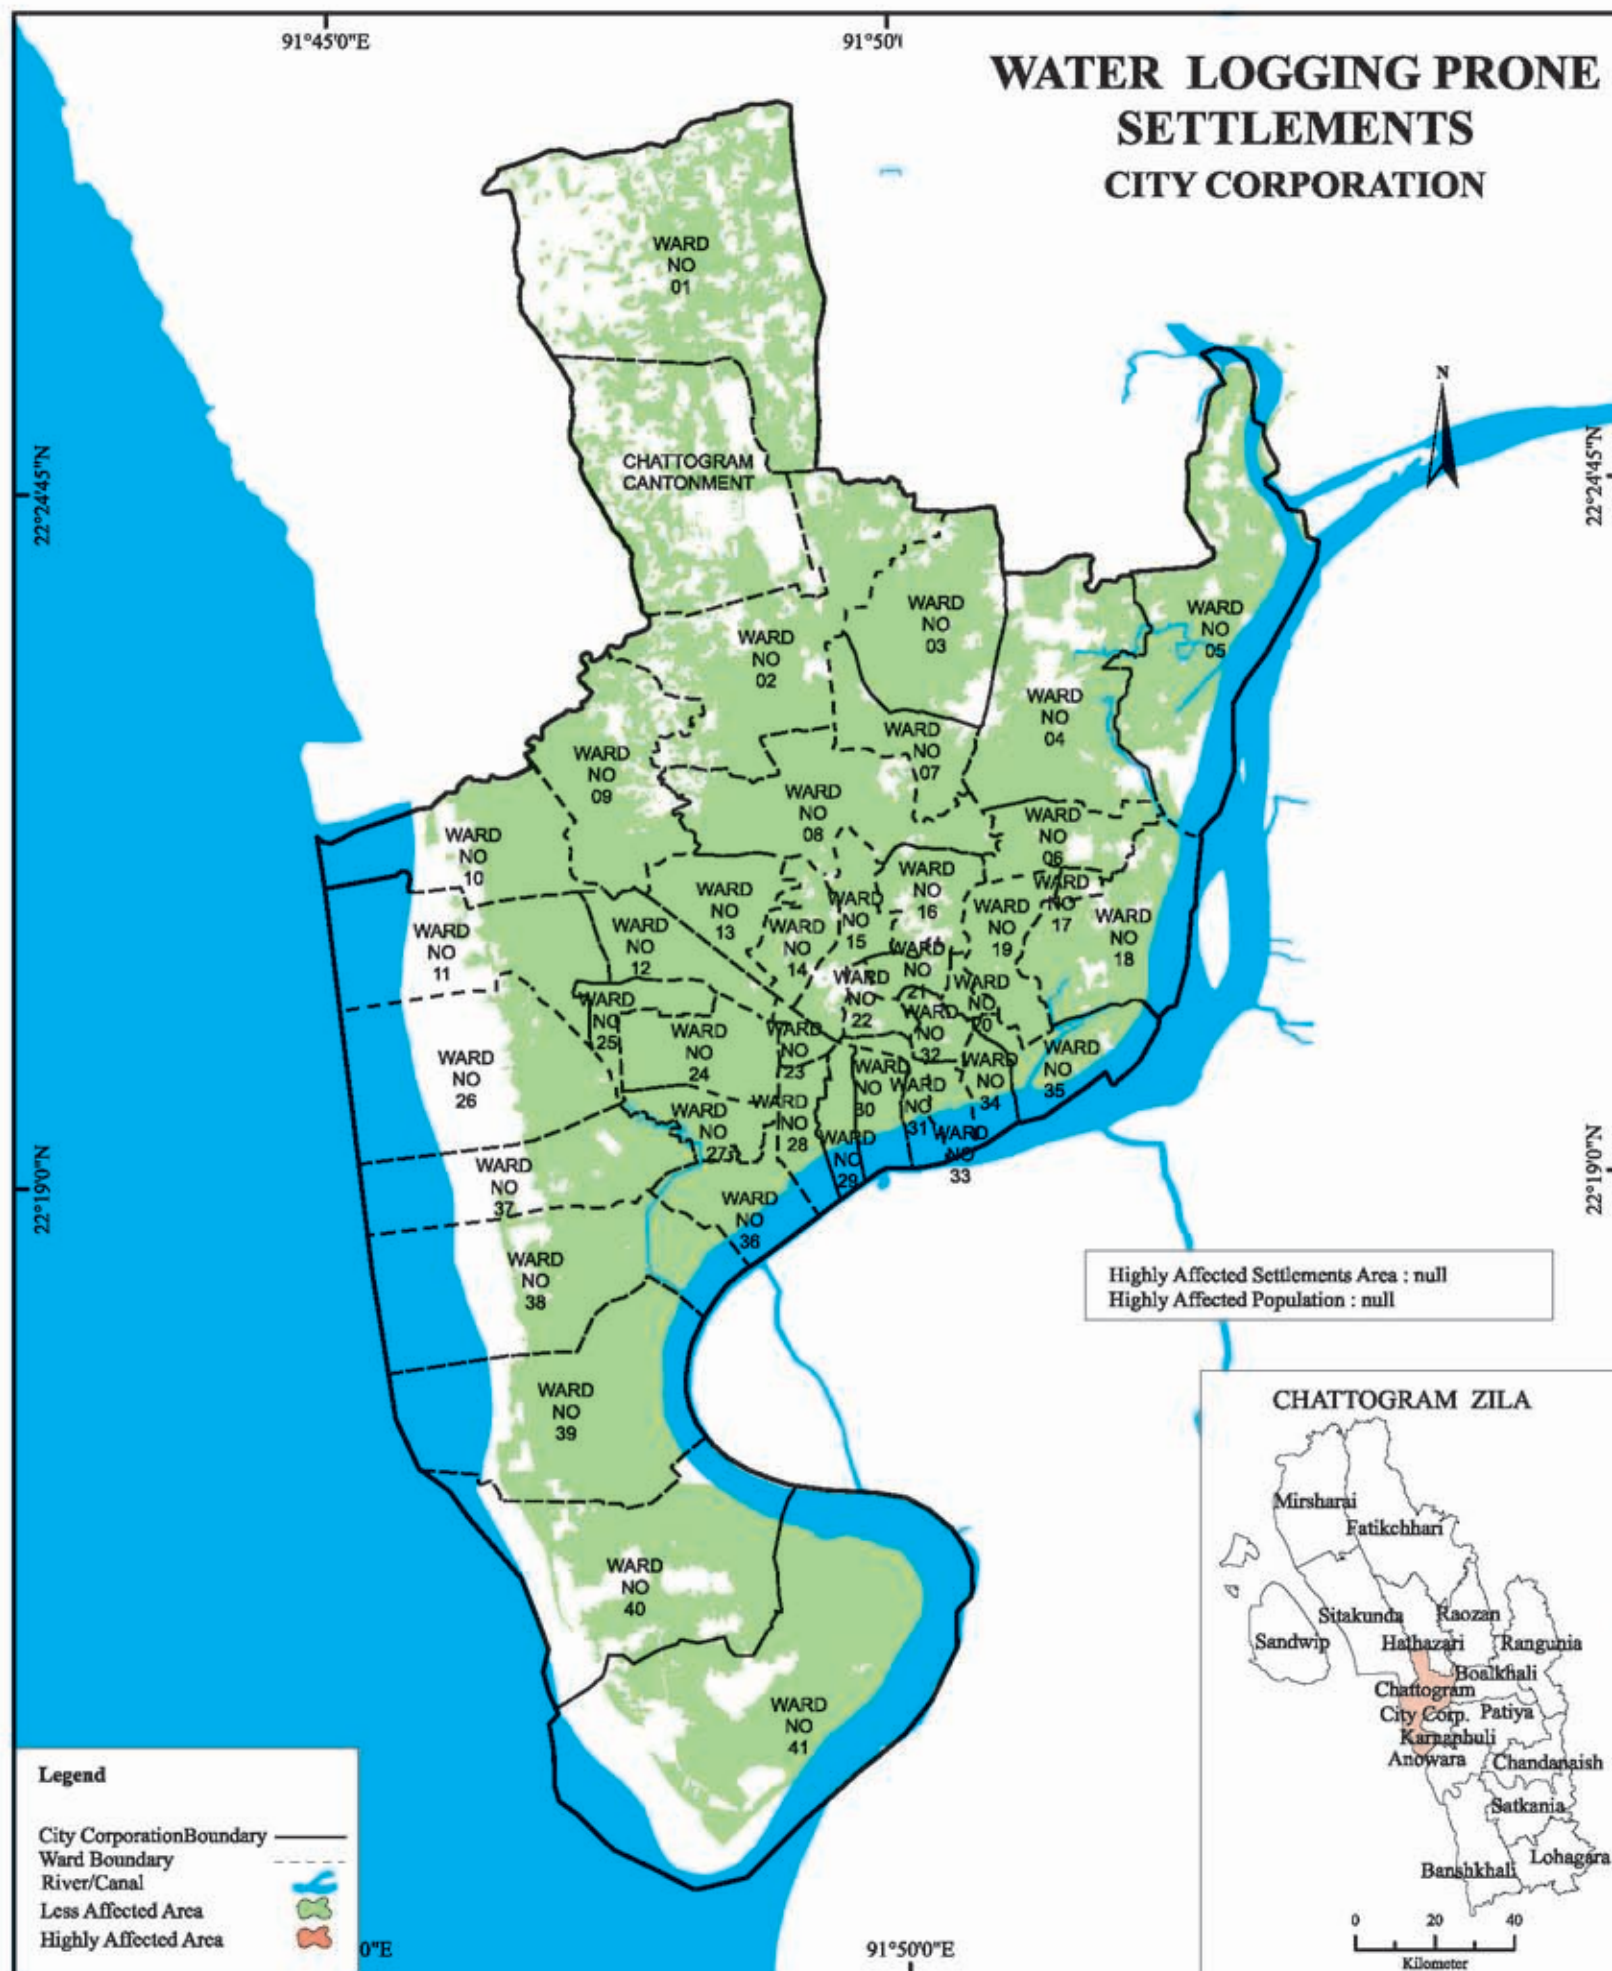 91°45'0"E
91°50'
WATER LOGGING PRONE
SETTLEMENTS
CITY CORPORATION
WARD
NO
01
N
CHATTOGRAM
CANTONMENT
22°24'45"N
22°24'45"N
WARD
NO
03
WARD
NO
05
WARD
NO
02
WARD
NO
04
WARD
NO
07
WARD
NO
09
WARD
NO
08
WARD
NO
06
WARD
NO
10
WARD
NO
16
WARD
NO
17
WARD
NO
13
WARD
NO
15
WARD
NO
19
WARD
NO
18
WARD
NO
11
WARD
NO
12
WARD
NO
14
WARD
NO
21
WARD
NO
22
WARD
NO
20
WARD
NO
25
WARD
NO
32
WARD
NO
24
WARD
NO
23
WARD
NO
35
WARD
NO
26
WARD
NO
34
WARD
NO
30
WARD
NO
31
WARD
NO
28
WARD
NO
27
WARD
NO
29
WARD
NO
33
22°19'0"N
22°19'0"N
WARD
NO
37
WARD
NO
36
WARD
NO
38
Highly Affected Settlements Area : null
Highly Affected Population : null
WARD
NO
39
WARD
NO
40
WARD
NO
41
CHATTOGRAM ZILA
Mirsharai
Fatikchhari
Sitakunda
Raozan
Sandwip
Hathazari
Rangunia
Boalkhali
Chattogram
City Corp.
Patiya
Karnaphuli
Anowara
Chandanaish
Satkania
Lohagara
Banshkhali
0 20 40
Kilometer
Legend
City CorporationBoundary
Ward Boundary
River/Canal
Less Affected Area
Highly Affected Area
0"E
91°50'0"E